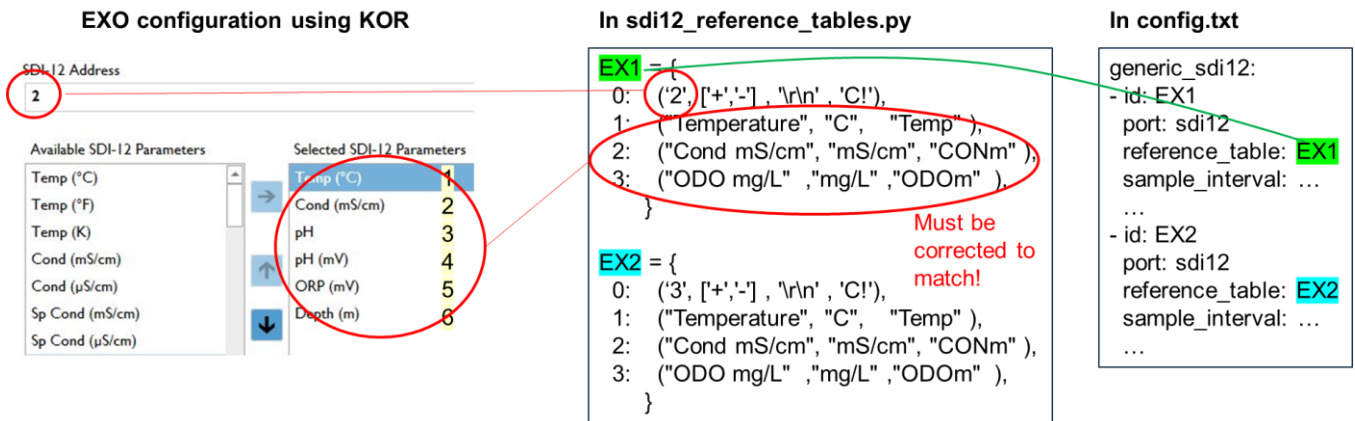 EXO configuration using KOR
SDI-12 Address
2
Available SDI-12 Parameters
Temp (°C)
Temp (°F)
Temp (K)
Cond (mS/cm)
Cond (µS/cm)
Sp Cond (mS/cm)
Sp Cond (µS/cm)
Selected SDI-12 Parameters
Temp (°C) 1
Cond (mS/cm) 2
pH 3
pH (mV) 4
ORP (mV) 5
Depth (m) 6
In sdi12_reference_tables.py
EX1 = {
0: ('2', ['+','-'] , '\r\n' , 'C!'),
1: ("Temperature", "C", "Temp" ),
2: ("Cond mS/cm", "mS/cm", "CONm" ),
3: ("ODO mg/L" ,"mg/L" ,"ODOm" ),
}
Must be
corrected to
match!
EX2 = {
0: ('3', ['+','-'] , '\r\n' , 'C!'),
1: ("Temperature", "C", "Temp" ),
2: ("Cond mS/cm", "mS/cm", "CONm" ),
3: ("ODO mg/L" ,"mg/L" ,"ODOm" ),
}
In config.txt
generic_sdi12:
- id: EX1
port: sdi12
reference_table: EX1
sample_interval: …
…
- id: EX2
port: sdi12
reference_table: EX2
sample_interval: …
…